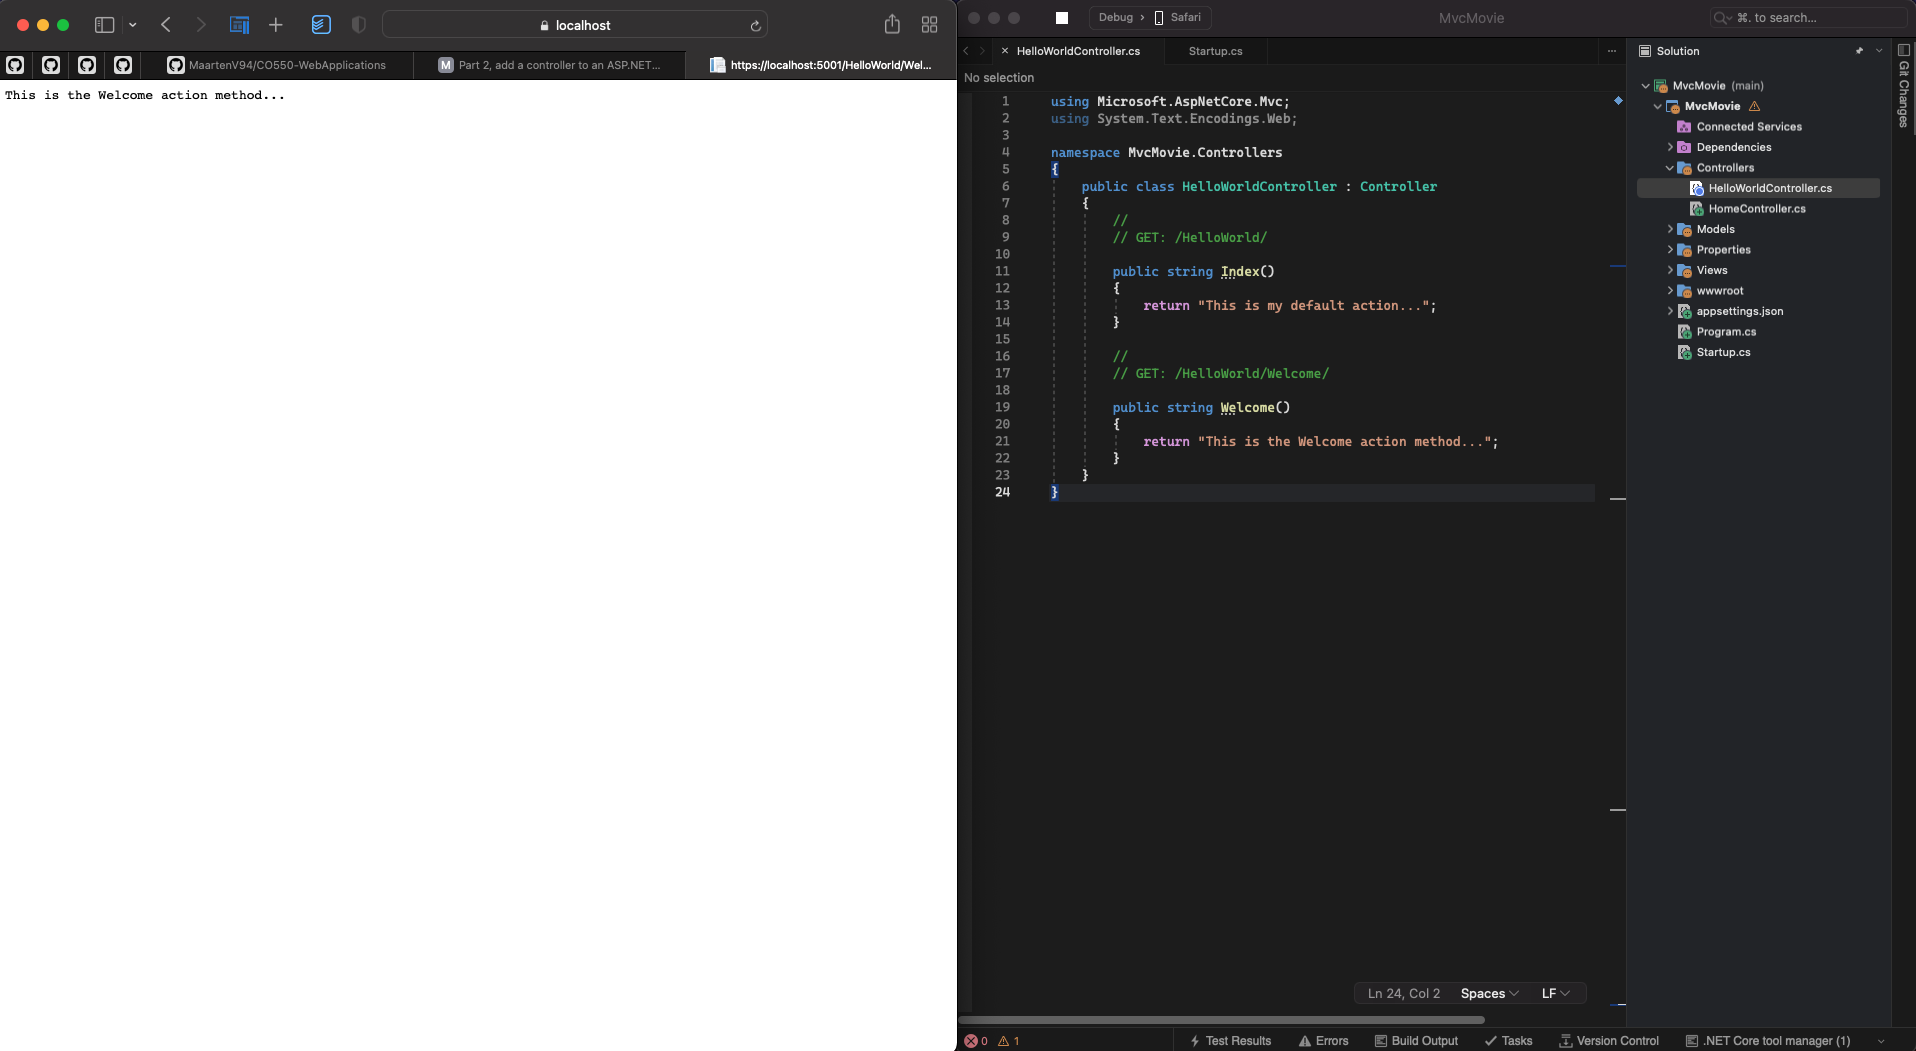 localhost
MaartenV94/CO550-WebApplications
Part 2, add a controller to an ASP.NET...
https://localhost:5001/HelloWorld/Wel...
This is the Welcome action method...
Debug › Safari
MvcMovie
⌘. to search...
HelloWorldController.cs
Startup.cs
No selection
1 using Microsoft.AspNetCore.Mvc;
2 using System.Text.Encodings.Web;
3
4 namespace MvcMovie.Controllers
5 {
6 public class HelloWorldController : Controller
7 {
8 //
9 // GET: /HelloWorld/
10
11 public string Index()
12 {
13 return "This is my default action...";
14 }
15
16 //
17 // GET: /HelloWorld/Welcome/
18
19 public string Welcome()
20 {
21 return "This is the Welcome action method...";
22 }
23 }
24 }
Ln 24, Col 2 Spaces LF
Solution
MvcMovie (main)
MvcMovie
Connected Services
Dependencies
Controllers
HelloWorldController.cs
HomeController.cs
Models
Properties
Views
wwwroot
appsettings.json
Program.cs
Startup.cs
Git Changes
0 1
Test Results
Errors
Build Output
Tasks
Version Control
.NET Core tool manager (1)